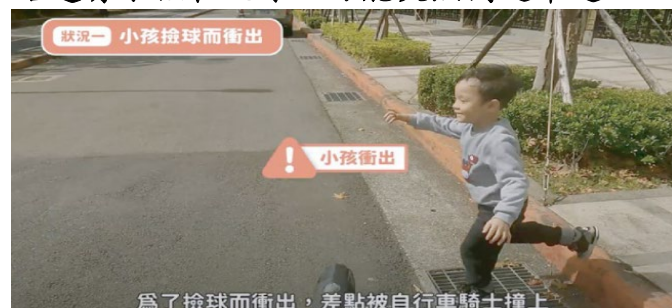 狀況一 小孩撿球而衝出
小孩衝出
為了撿球而衝出，差點被自行車騎士撞上